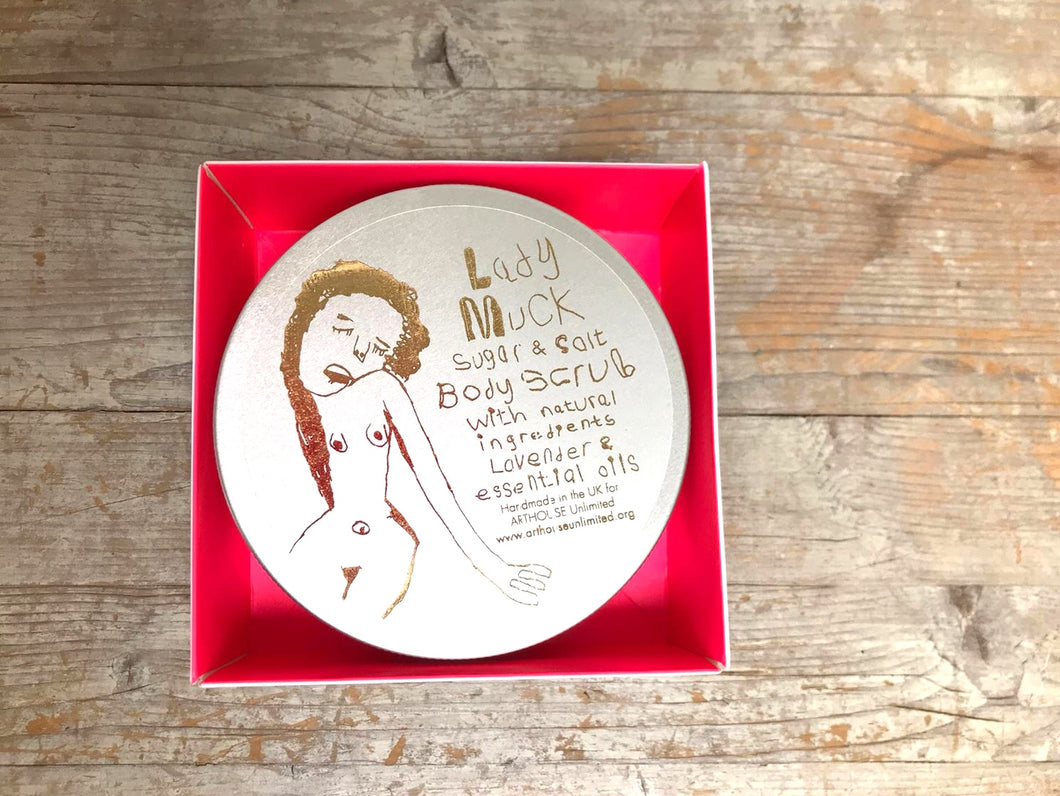 Lady
Muck
Sugar & Salt
Body Scrub
with natural
ingredients
Lavender &
essential oils
Handmade in the UK for
ARTHOUSE Unlimited
www.arthouseunlimited.org